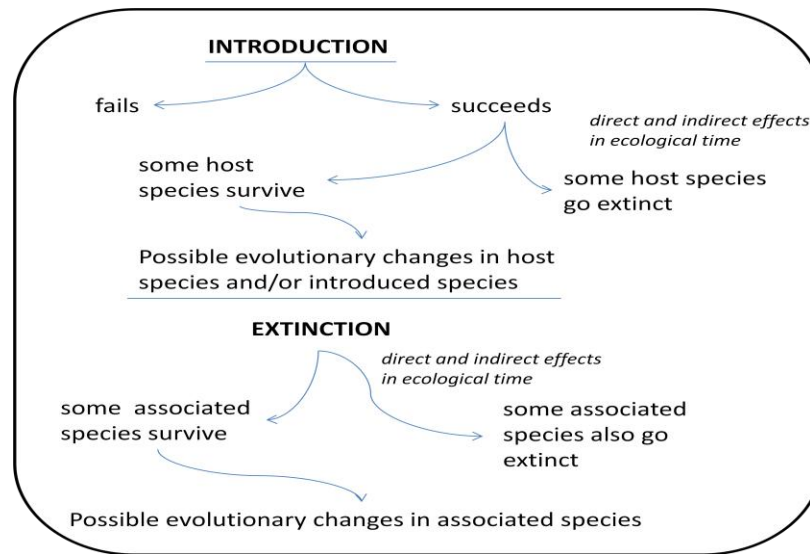 INTRODUCTION
fails
succeeds
direct and indirect effects
in ecological time
some host
species survive
some host species
go extinct
Possible evolutionary changes in host
species and/or introduced species
EXTINCTION
direct and indirect effects
in ecological time
some associated
species survive
some associated
species also go
extinct
Possible evolutionary changes in associated species